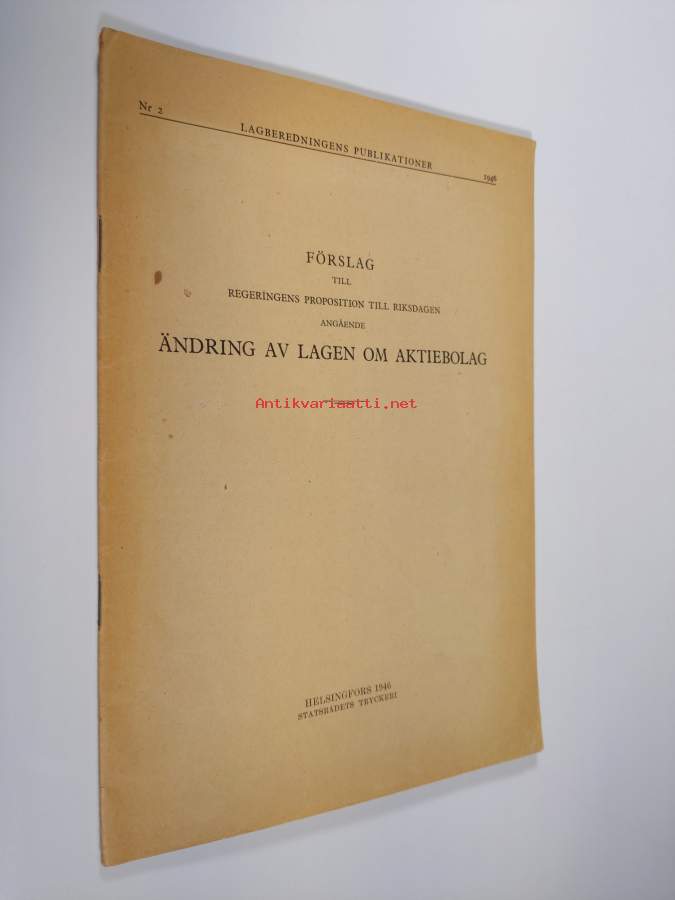 Nr 2
LAGBEREDNINGENS PUBLIKATIONER
1946
FÖRSLAG
TILL
REGERINGENS PROPOSITION TILL RIKSDAGEN
ANGÅENDE
ÄNDRING AV LAGEN OM AKTIEBOLAG
Antikvariaatti.net
HELSINGFORS 1946
STATSRÅDETS TRYCKERI